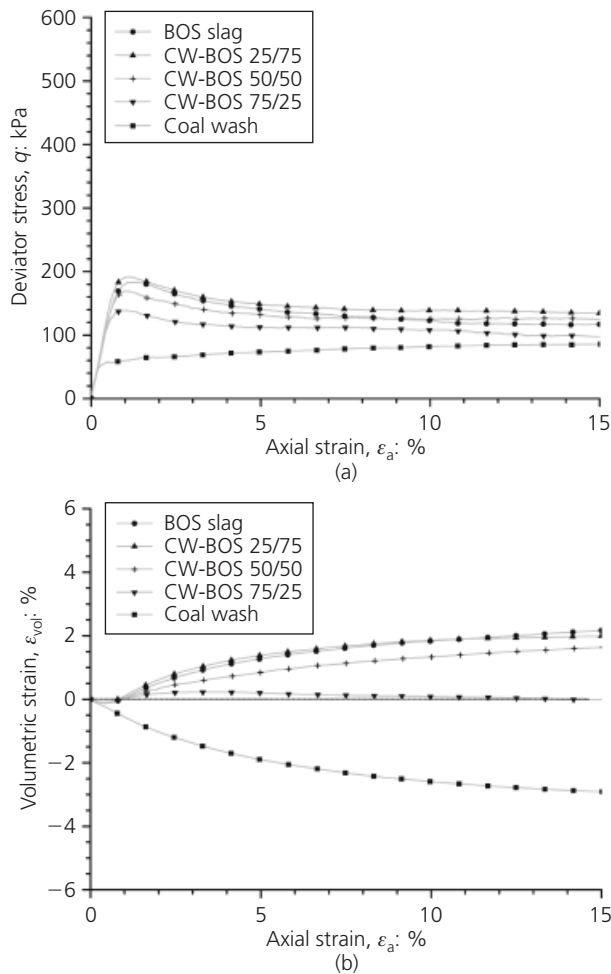 600
500
400
300
200
100
0
Deviator stress, q: kPa
BOS slag
CW-BOS 25/75
CW-BOS 50/50
CW-BOS 75/25
Coal wash
0 5 10 15
Axial strain, εa: %
(a)
6
4
2
0
−2
−4
−6
Volumetric strain, εvol: %
BOS slag
CW-BOS 25/75
CW-BOS 50/50
CW-BOS 75/25
Coal wash
0 5 10 15
Axial strain, εa: %
(b)